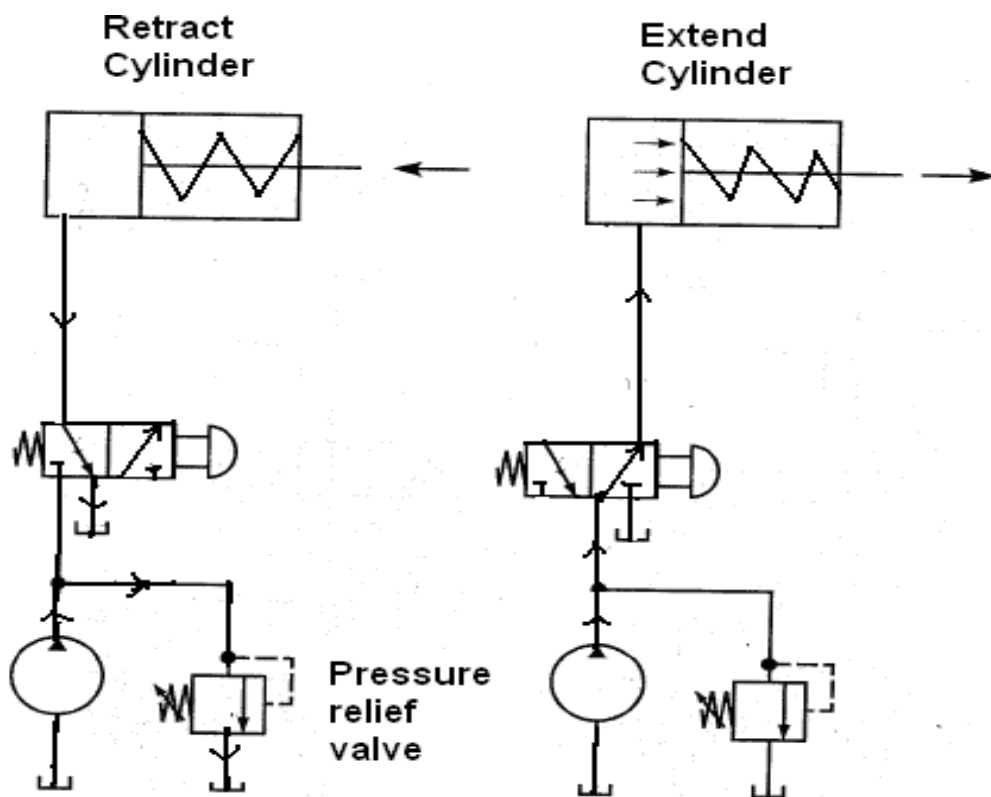 Retract
Cylinder
Extend
Cylinder
Pressure
relief
valve